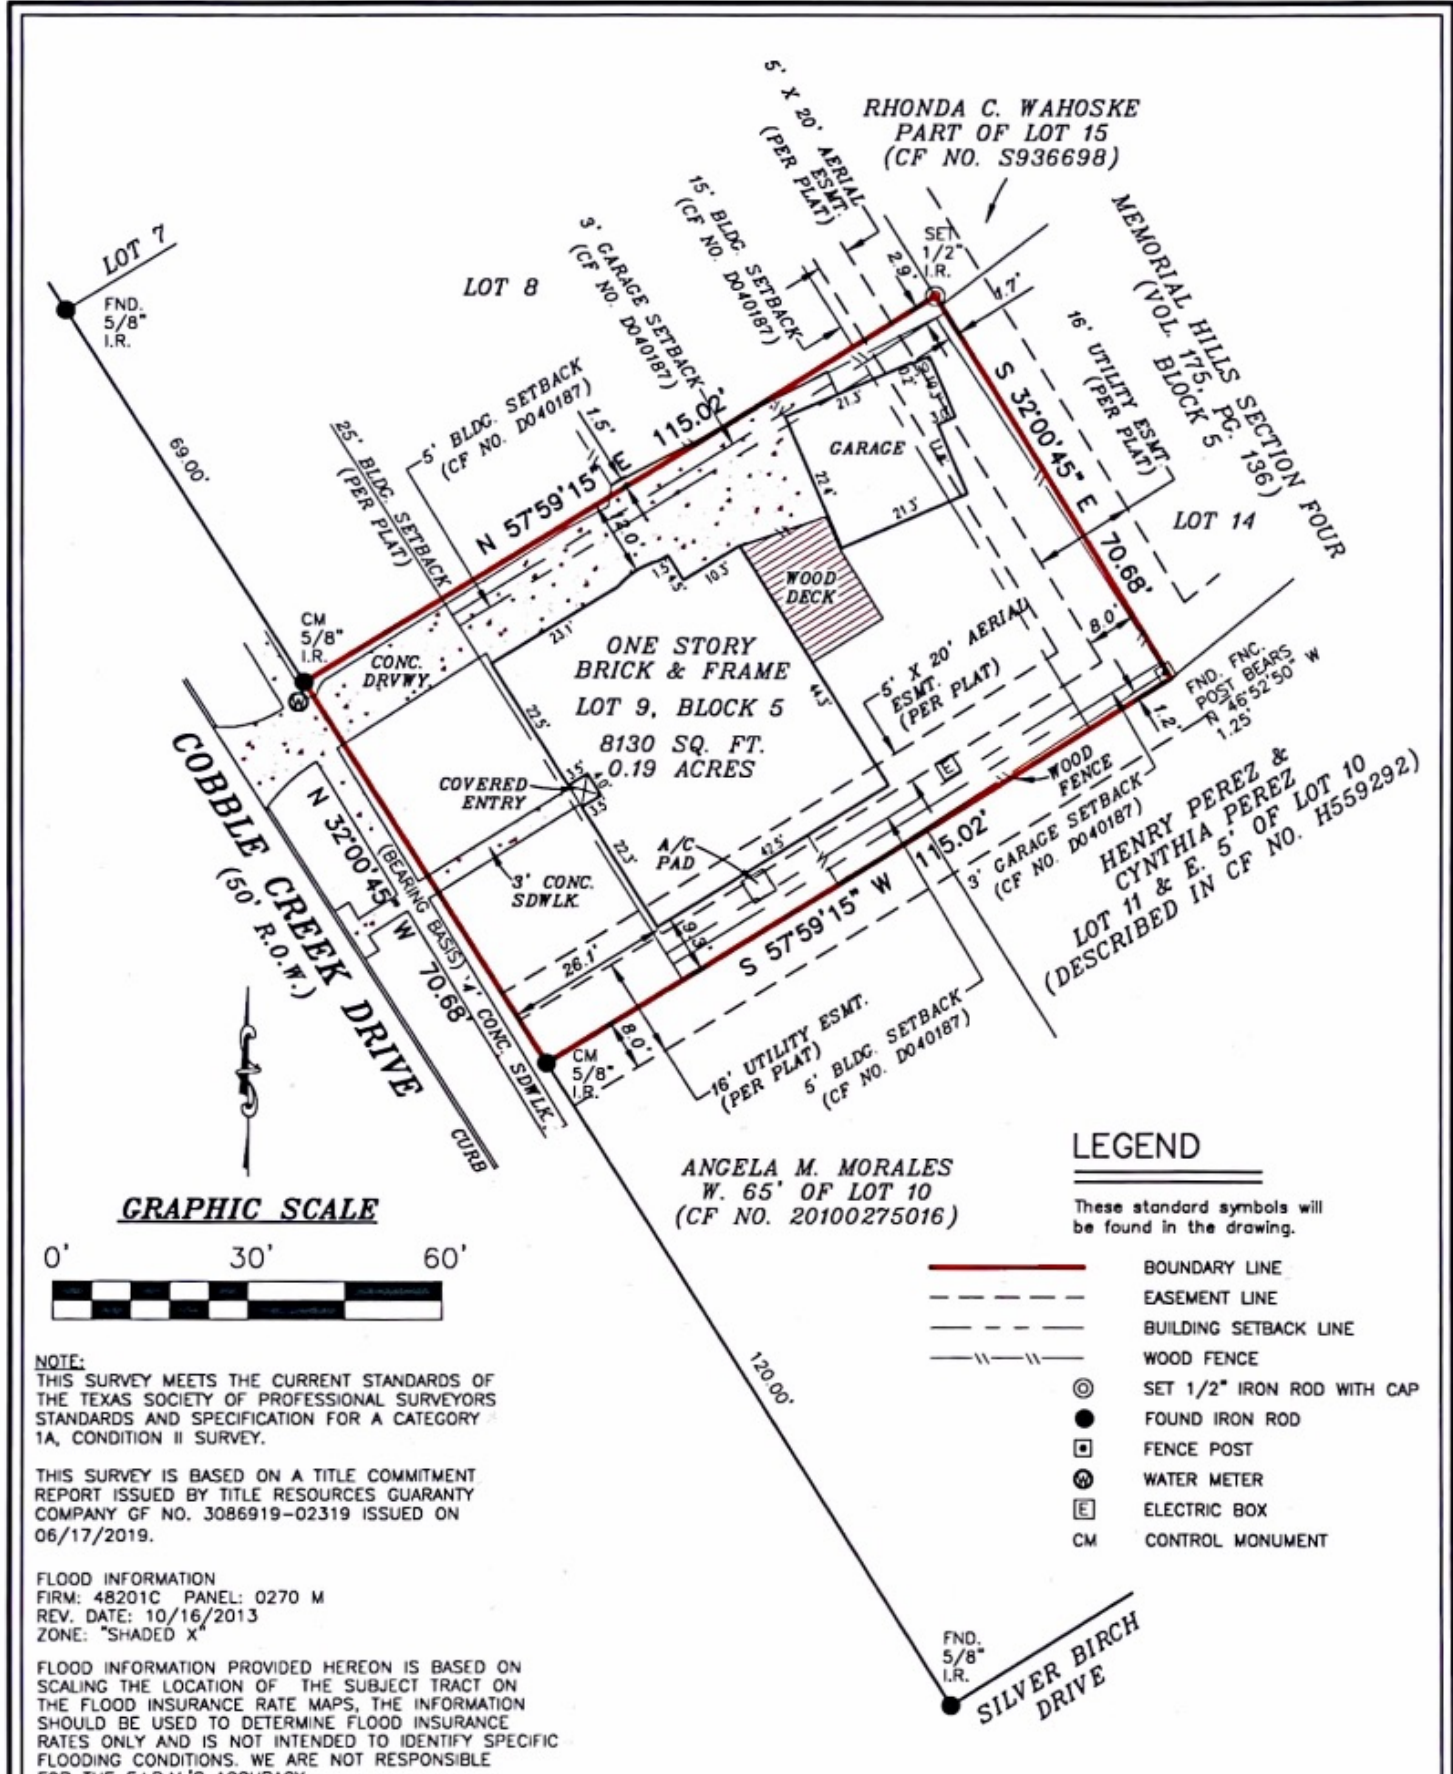 5' X 20' AERIAL
ESMT.
(PER PLAT)
RHONDA C. WAHOSKE
PART OF LOT 15
(CF NO. S936698)
15' BLDG. SETBACK
(CF NO. D040187)
3' GARAGE SETBACK
(CF NO. D040187)
MEMORIAL HILLS SECTION FOUR
(VOL. 175, PG. 136)
BLOCK 5
LOT 7
FND.
5/8"
I.R.
LOT 8
SET
1/2"
I.R.
2.9'
16' UTILITY ESMT.
(PER PLAT)
5' BLDG. SETBACK
(CF NO. D040187)
1.5'
25' BLDG. SETBACK
(PER PLAT)
69.00'
N 57°59'15" E 115.02'
S 32°00'45" E 70.68'
21.3'
0.2'
GARAGE
22.4'
21.3'
LOT 14
12.0'
1.5'
4.5'
10.3'
23.1'
WOOD
DECK
8.0'
CM
5/8"
I.R.
CONC.
DRVWY.
ONE STORY
BRICK & FRAME
LOT 9, BLOCK 5
8130 SQ. FT.
0.19 ACRES
22.5'
44.3'
5' X 20' AERIAL
ESMT.
(PER PLAT)
FND. FNC.
POST BEARS
N 46°52'50" W
1.25'
1.2'
COVERED
ENTRY
5.5'
4.0'
WOOD
FENCE
E
COBBLE CREEK DRIVE
(50' R.O.W.)
N 32°00'45" W 70.68'
(BEARING BASIS)
3' CONC.
SDWLK.
22.3'
A/C
PAD
42.5'
3' GARAGE SETBACK
(CF NO. D040187)
HENRY PEREZ &
CYNTHIA PEREZ
LOT 11 & E. 5' OF LOT 10
(DESCRIBED IN CF NO. H559292)
S 57°59'15" W 115.02'
9.3'
26.1'
4' CONC. SDWLK.
8.0'
CM
5/8"
I.R.
16' UTILITY ESMT.
(PER PLAT)
5' BLDG. SETBACK
(CF NO. D040187)
CURB
ANGELA M. MORALES
W. 65' OF LOT 10
(CF NO. 20100275016)
GRAPHIC SCALE
0' 30' 60'
LEGEND
These standard symbols will
be found in the drawing.
BOUNDARY LINE
EASEMENT LINE
BUILDING SETBACK LINE
WOOD FENCE
SET 1/2" IRON ROD WITH CAP
FOUND IRON ROD
FENCE POST
W WATER METER
E ELECTRIC BOX
CM CONTROL MONUMENT
120.00'
NOTE:
THIS SURVEY MEETS THE CURRENT STANDARDS OF
THE TEXAS SOCIETY OF PROFESSIONAL SURVEYORS
STANDARDS AND SPECIFICATION FOR A CATEGORY
1A, CONDITION II SURVEY.
THIS SURVEY IS BASED ON A TITLE COMMITMENT
REPORT ISSUED BY TITLE RESOURCES GUARANTY
COMPANY GF NO. 3086919-02319 ISSUED ON
06/17/2019.
FLOOD INFORMATION
FIRM: 48201C PANEL: 0270 M
REV. DATE: 10/16/2013
ZONE: "SHADED X"
FLOOD INFORMATION PROVIDED HEREON IS BASED ON
SCALING THE LOCATION OF THE SUBJECT TRACT ON
THE FLOOD INSURANCE RATE MAPS, THE INFORMATION
SHOULD BE USED TO DETERMINE FLOOD INSURANCE
RATES ONLY AND IS NOT INTENDED TO IDENTIFY SPECIFIC
FLOODING CONDITIONS. WE ARE NOT RESPONSIBLE
FND.
5/8"
I.R.
SILVER BIRCH
DRIVE